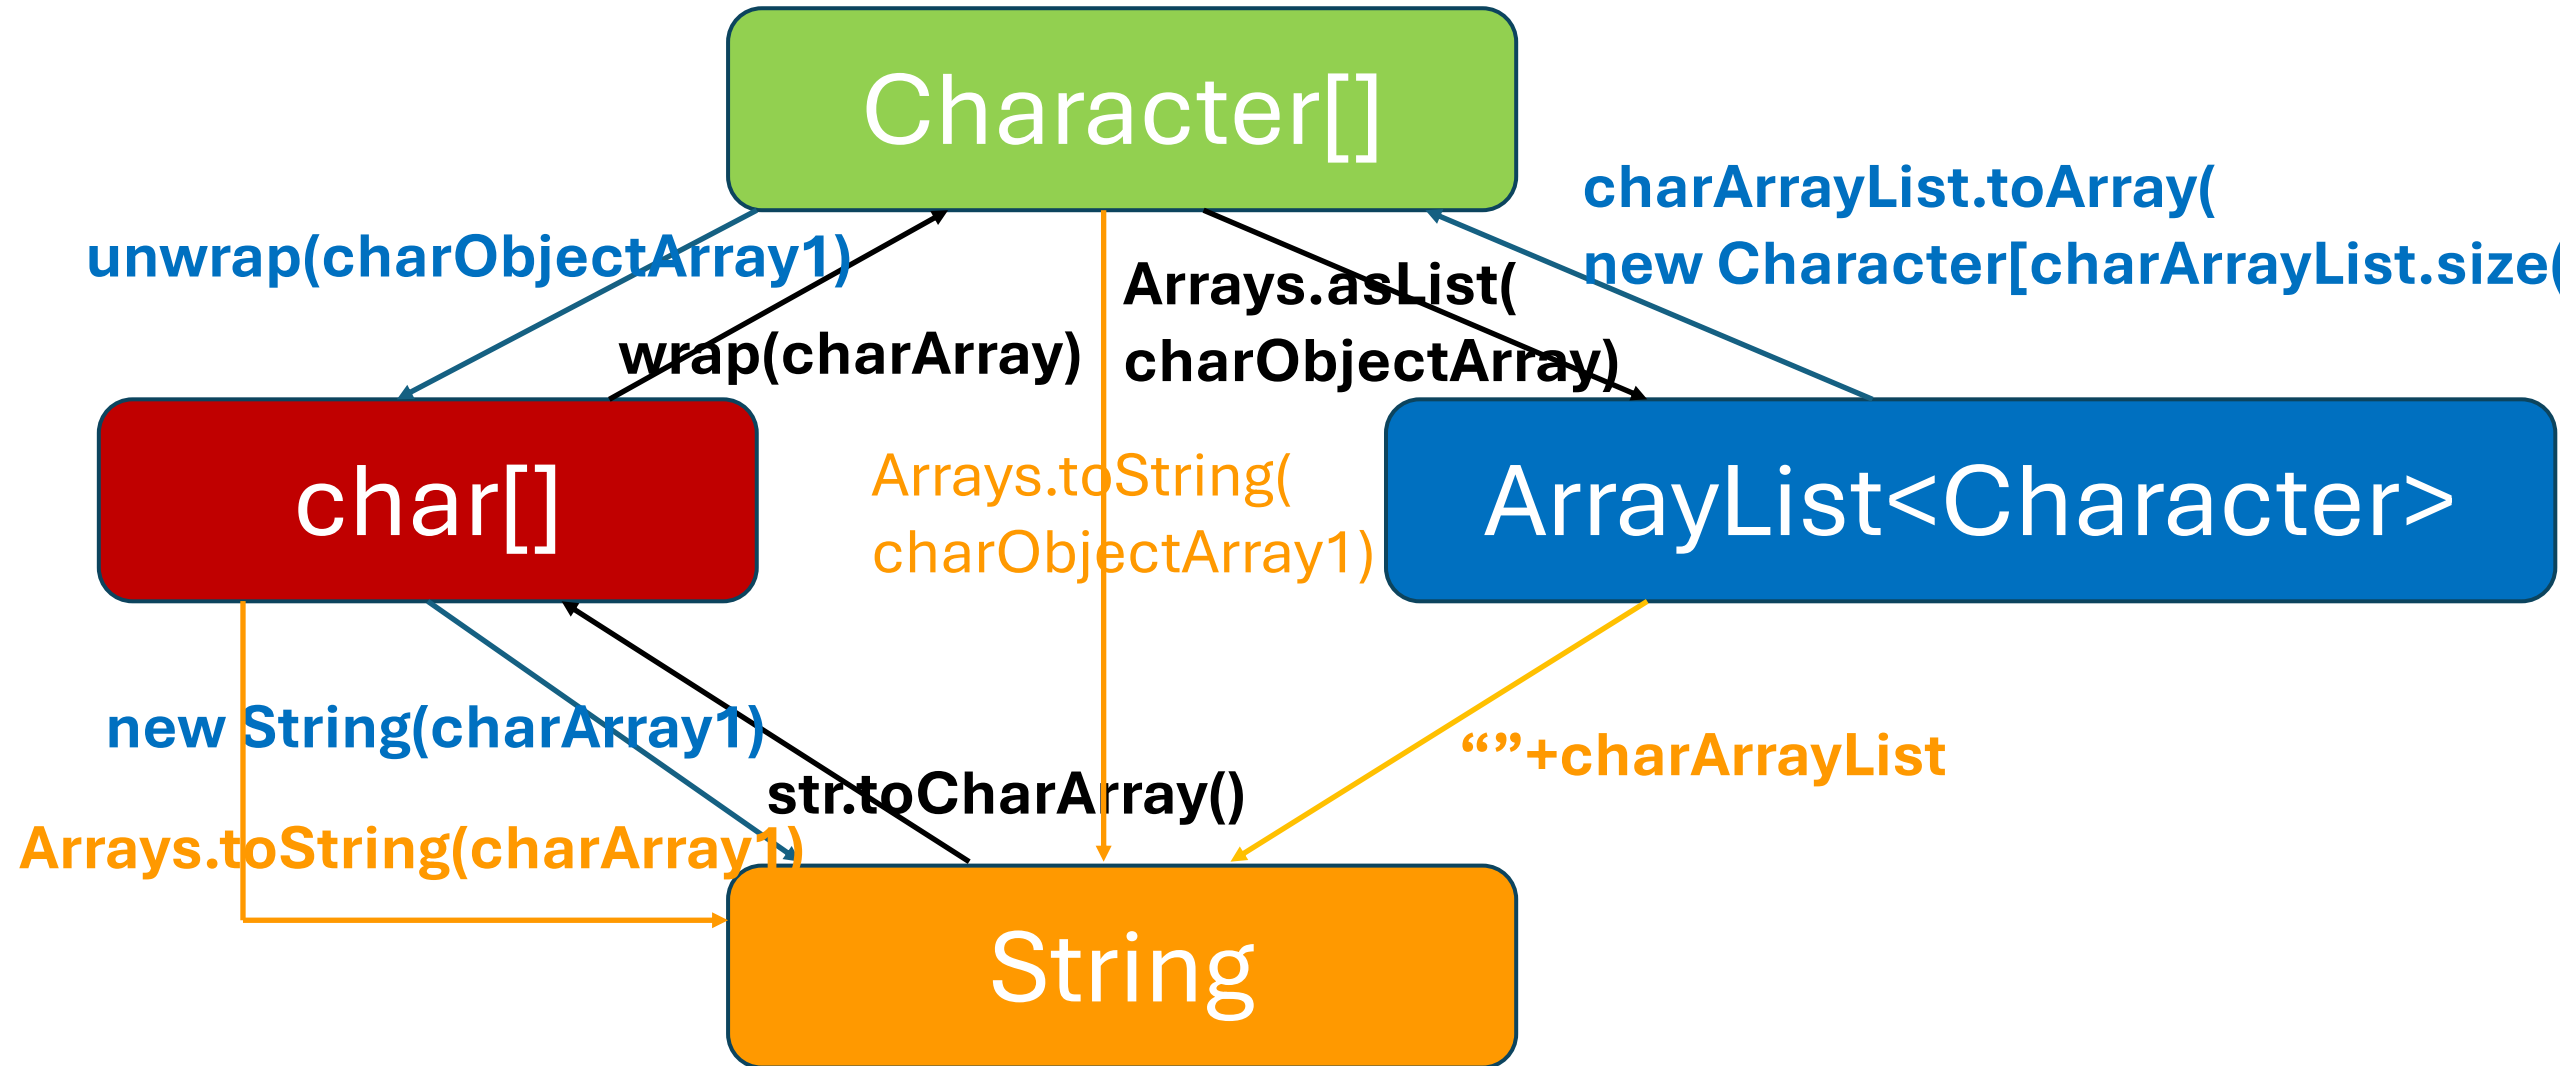 Character[]
charArrayList.toArray(
new Character[charArrayList.size(
unwrap(charObjectArray1)
Arrays.asList(
charObjectArray)
wrap(charArray)
char[]
Arrays.toString(
charObjectArray1)
ArrayList<Character>
new String(charArray1)
“”+charArrayList
str.toCharArray()
Arrays.toString(charArray1)
String